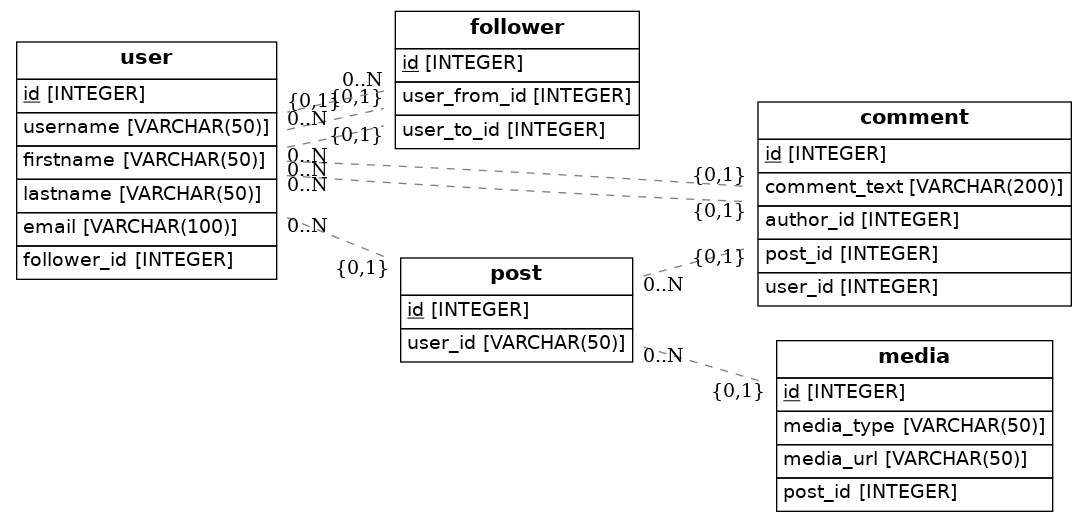 user
id [INTEGER]
username [VARCHAR(50)]
firstname [VARCHAR(50)]
lastname [VARCHAR(50)]
email [VARCHAR(100)]
follower_id [INTEGER]
follower
id [INTEGER]
user_from_id [INTEGER]
user_to_id [INTEGER]
0..N
{0,1}
{0,1}
0..N
{0,1}
0..N
0..N
0..N
{0,1}
{0,1}
0..N
{0,1}
post
id [INTEGER]
user_id [VARCHAR(50)]
{0,1}
0..N
0..N
{0,1}
comment
id [INTEGER]
comment_text [VARCHAR(200)]
author_id [INTEGER]
post_id [INTEGER]
user_id [INTEGER]
media
id [INTEGER]
media_type [VARCHAR(50)]
media_url [VARCHAR(50)]
post_id [INTEGER]